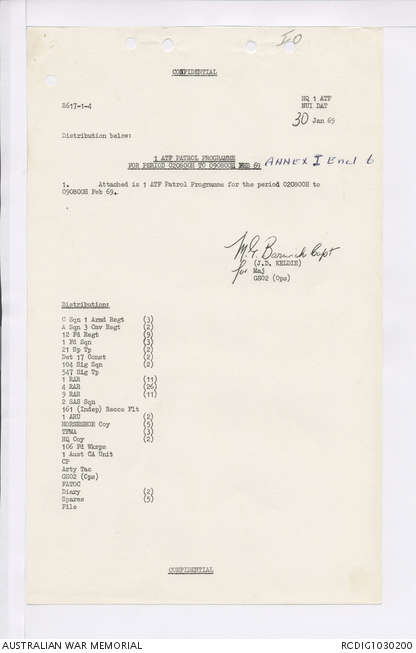 CONFIDENTIAL
R617-1-4
HQ 1 ATF
NUI DAT
30 Jan 69
Distribution below:
1 ATF PATROL PROGRAMME
FOR PERIOD 020800H TO 090800H FEB 69
ANNEX I Encl 6
1. Attached is 1 ATF Patrol Programme for the period 020800H to
090800H Feb 69.
Capt
(J.D. KELDIE)
for Maj
GSO2 (Ops)
Distribution:
C Sqn 1 Armd Regt (3)
A Sqn 3 Cav Regt (2)
12 Fd Regt (9)
1 Fd Sqn (3)
21 Sp Tp (2)
Det 17 Const (2)
104 Sig Sqn (2)
547 Sig Tp
1 RAR (11)
4 RAR (26)
9 RAR (11)
2 SAS Sqn
161 (Indep) Recce Flt
1 ARU (2)
HORSESHOE Coy (5)
TFMA (3)
HQ Coy (2)
106 Fd Wksps
1 Aust CA Unit
CP
Arty Tac
GSO2 (Ops)
FATOC
Diary (2)
Spares (5)
File
CONFIDENTIAL
AUSTRALIAN WAR MEMORIAL
RCDIG1030200